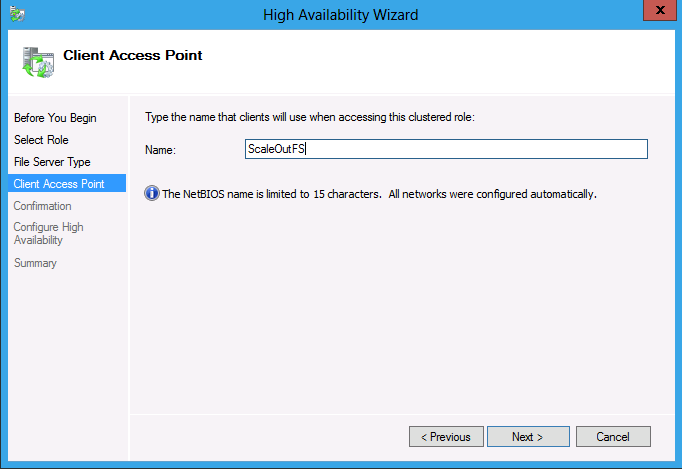 High Availability Wizard
x
Client Access Point
Before You Begin
Select Role
File Server Type
Client Access Point
Confirmation
Configure High
Availability
Summary
Type the name that clients will use when accessing this clustered role:
Name:
ScaleOutFS
The NetBIOS name is limited to 15 characters.  All networks were configured automatically.
< Previous
Next >
Cancel